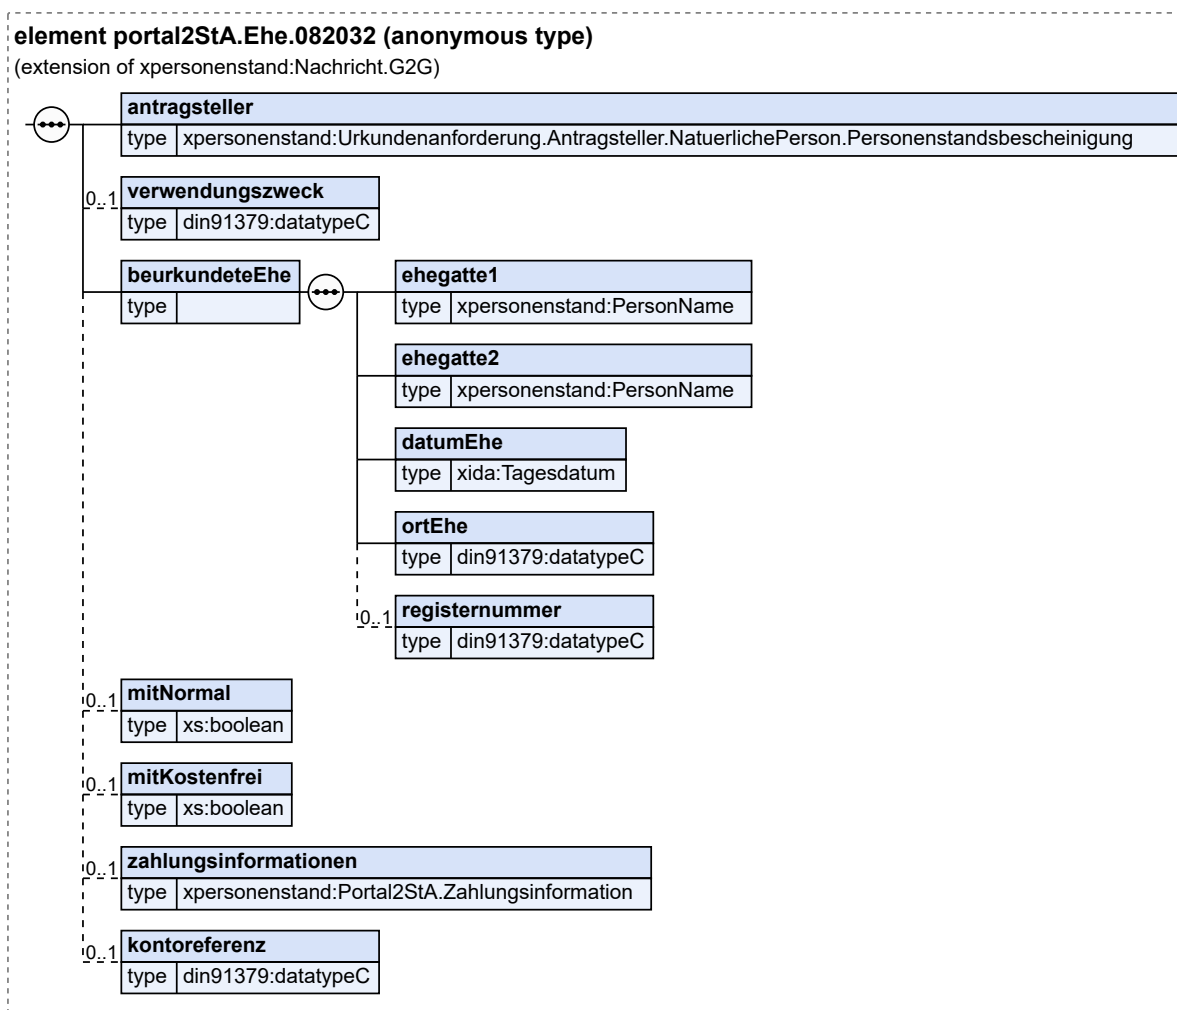 element portal2StA.Ehe.082032 (anonymous type)
(extension of xpersonenstand:Nachricht.G2G)
antragsteller
type xpersonenstand:Urkundenanforderung.Antragsteller.NatuerlichePerson.Personenstandsbescheinigung
0..1 verwendungszweck
type din91379:datatypeC
beurkundeteEhe
type
ehegatte1
type xpersonenstand:PersonName
ehegatte2
type xpersonenstand:PersonName
datumEhe
type xida:Tagesdatum
ortEhe
type din91379:datatypeC
0..1 registernummer
type din91379:datatypeC
0..1 mitNormal
type xs:boolean
0..1 mitKostenfrei
type xs:boolean
0..1 zahlungsinformationen
type xpersonenstand:Portal2StA.Zahlungsinformation
0..1 kontoreferenz
type din91379:datatypeC